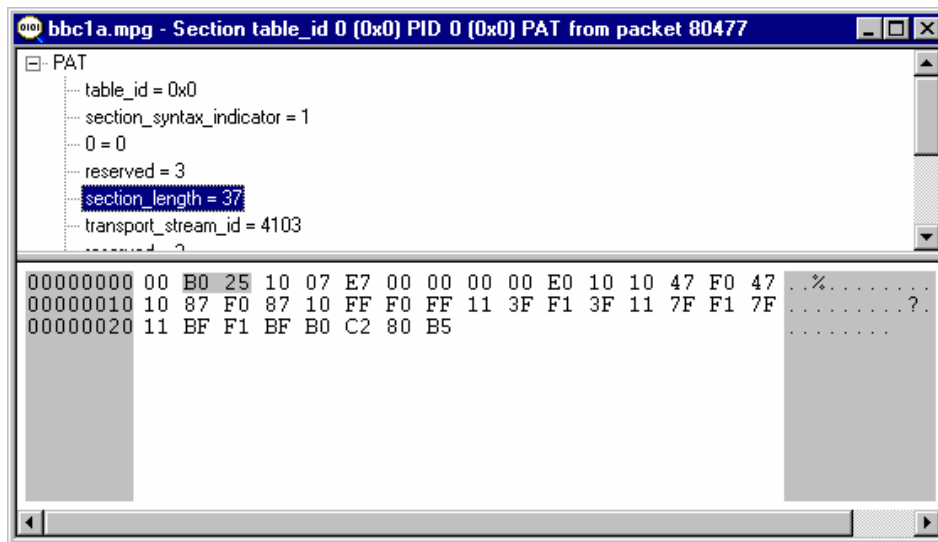 bbc1a.mpg - Section table_id 0 (0x0) PID 0 (0x0) PAT from packet 80477
PAT
table_id = 0x0
section_syntax_indicator = 1
0 = 0
reserved = 3
section_length = 37
transport_stream_id = 4103
00000000 00 B0 25 10 07 E7 00 00 00 00 E0 10 10 47 F0 47 ..%........
00000010 10 87 F0 87 10 FF F0 FF 11 3F F1 3F 11 7F F1 7F .........?.
00000020 11 BF F1 BF B0 C2 80 B5 ........